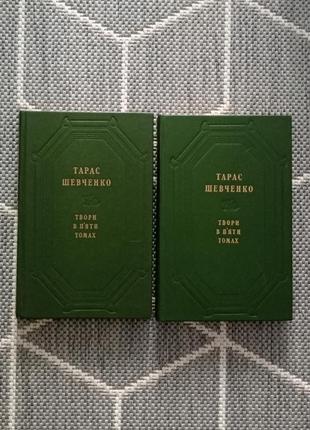 ТАРАС
ШЕВЧЕНКО
ТВОРИ
В П'ЯТИ
ТОМАХ
ТАРАС
ШЕВЧЕНКО
ТВОРИ
В П'ЯТИ
ТОМАХ